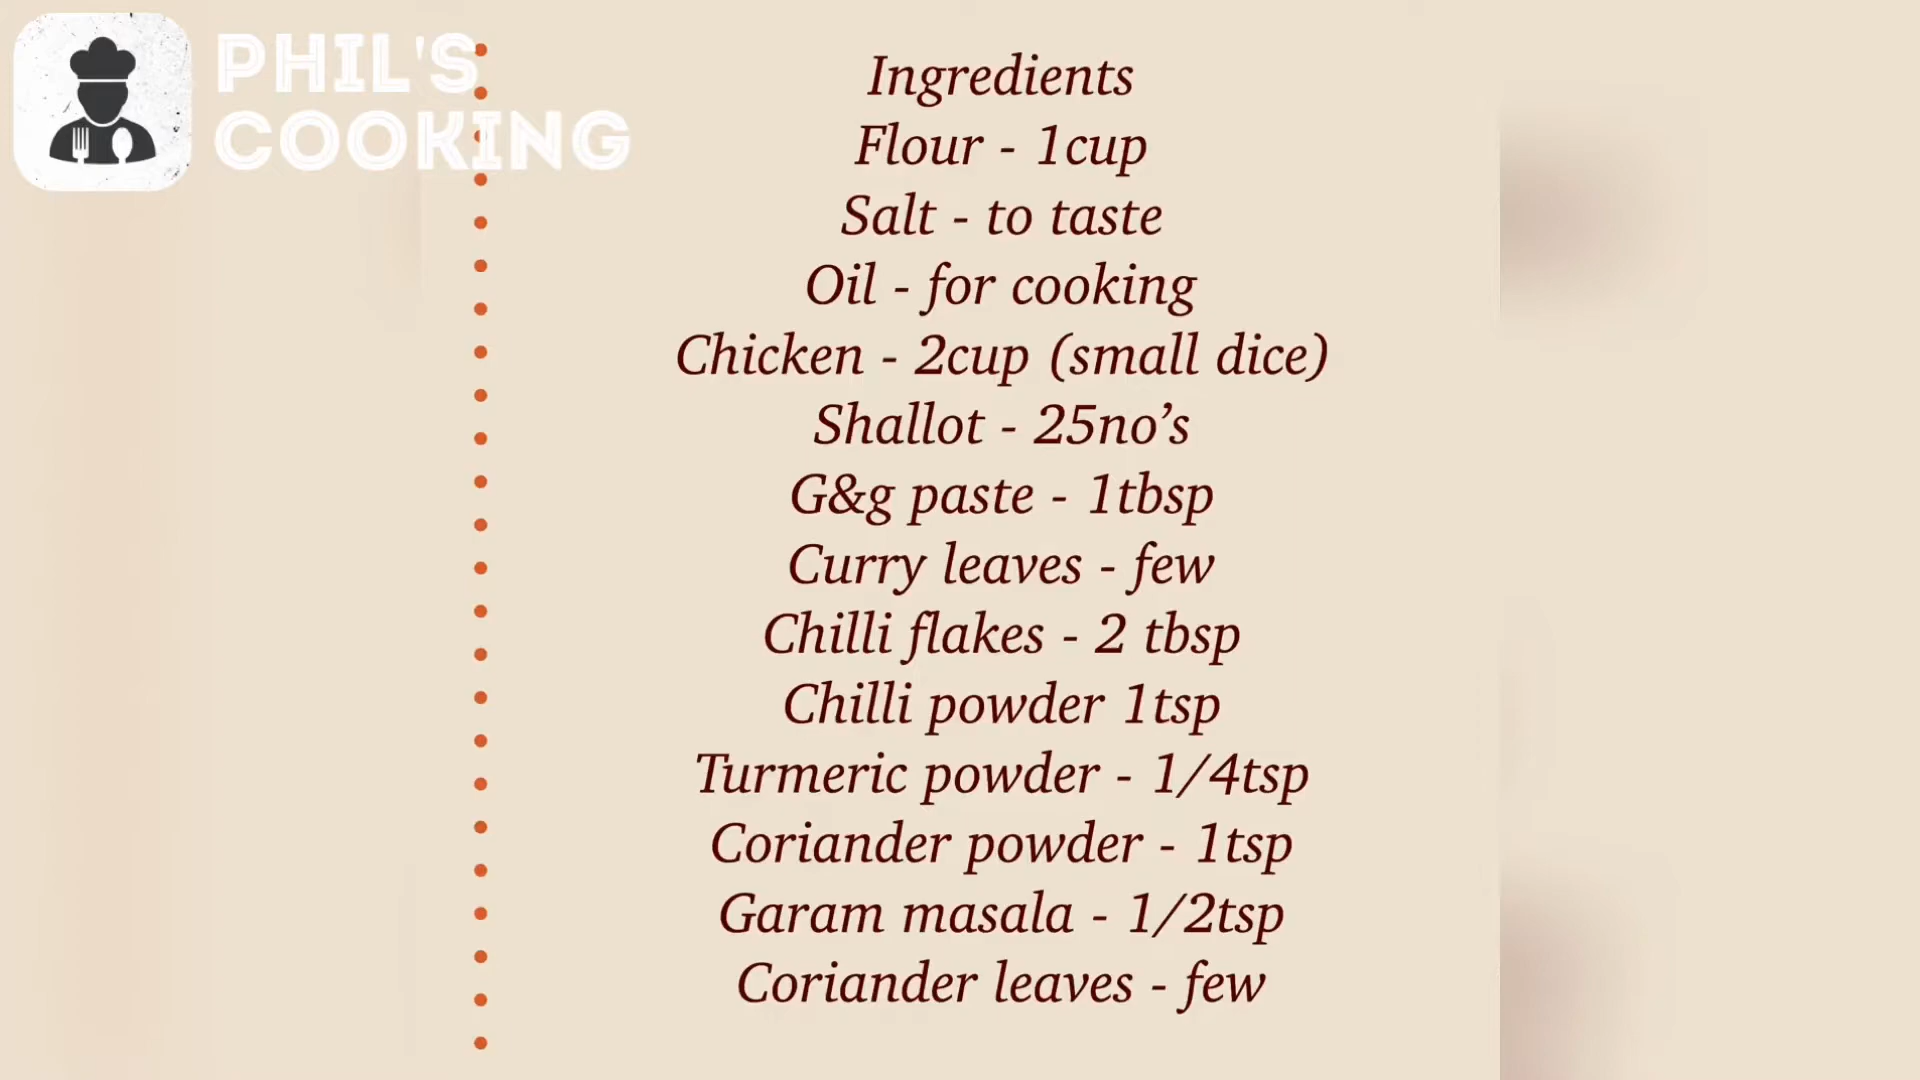 PHIL'S
COOKING
Ingredients
Flour - 1cup
Salt - to taste
Oil - for cooking
Chicken - 2cup (small dice)
Shallot - 25no’s
G&g paste - 1tbsp
Curry leaves - few
Chilli flakes - 2 tbsp
Chilli powder 1tsp
Turmeric powder - 1/4tsp
Coriander powder - 1tsp
Garam masala - 1/2tsp
Coriander leaves - few